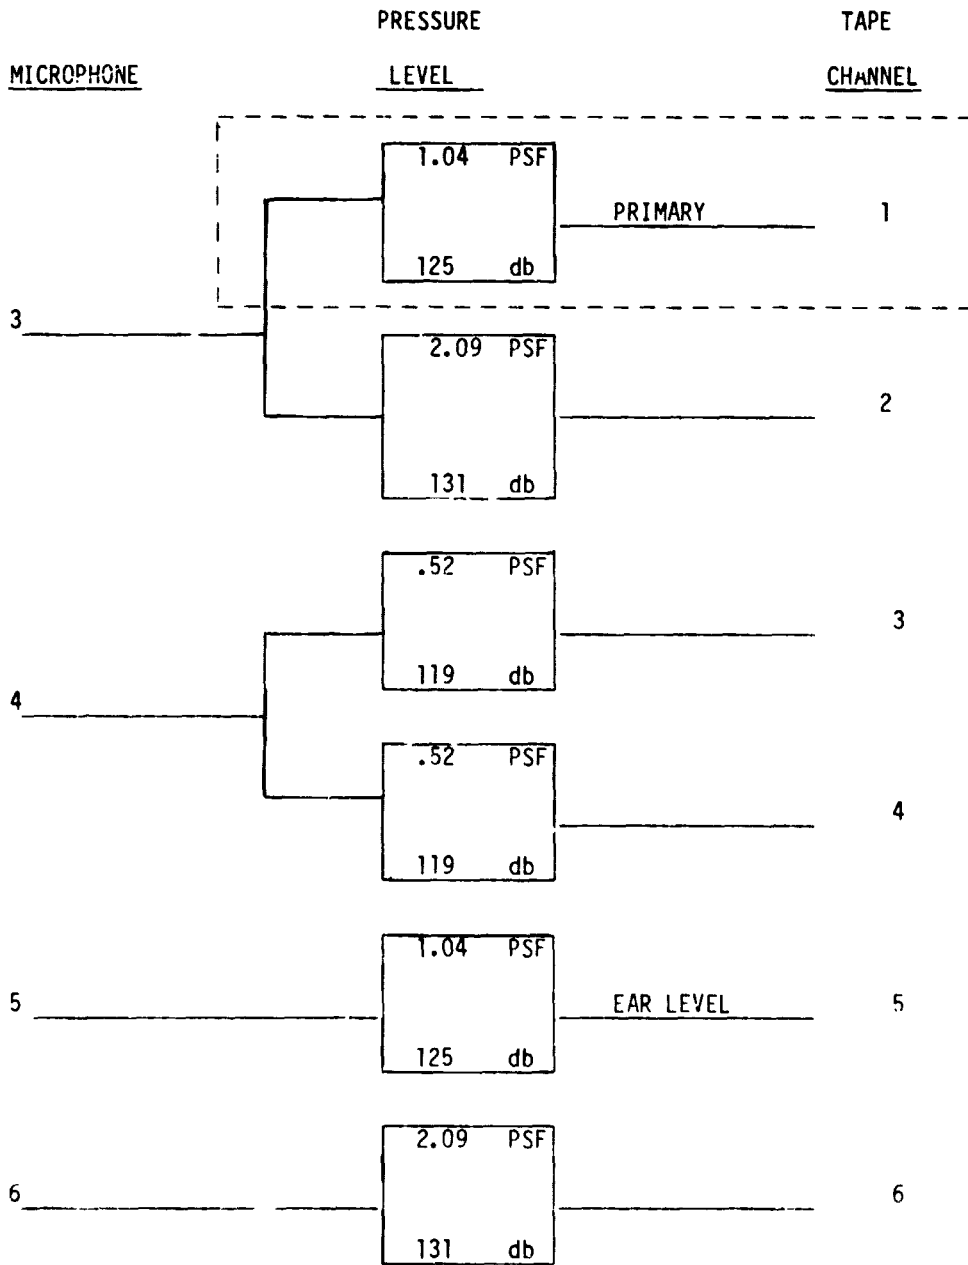 PRESSURE TAPE
MICROPHONE LEVEL CHANNEL
1.04 PSF
PRIMARY 1
125 db
3
2.09 PSF
2
131 db
.52 PSF
3
119 db
4
.52 PSF
4
119 db
1.04 PSF
5 EAR LEVEL 5
125 db
2.09 PSF
6 6
131 db